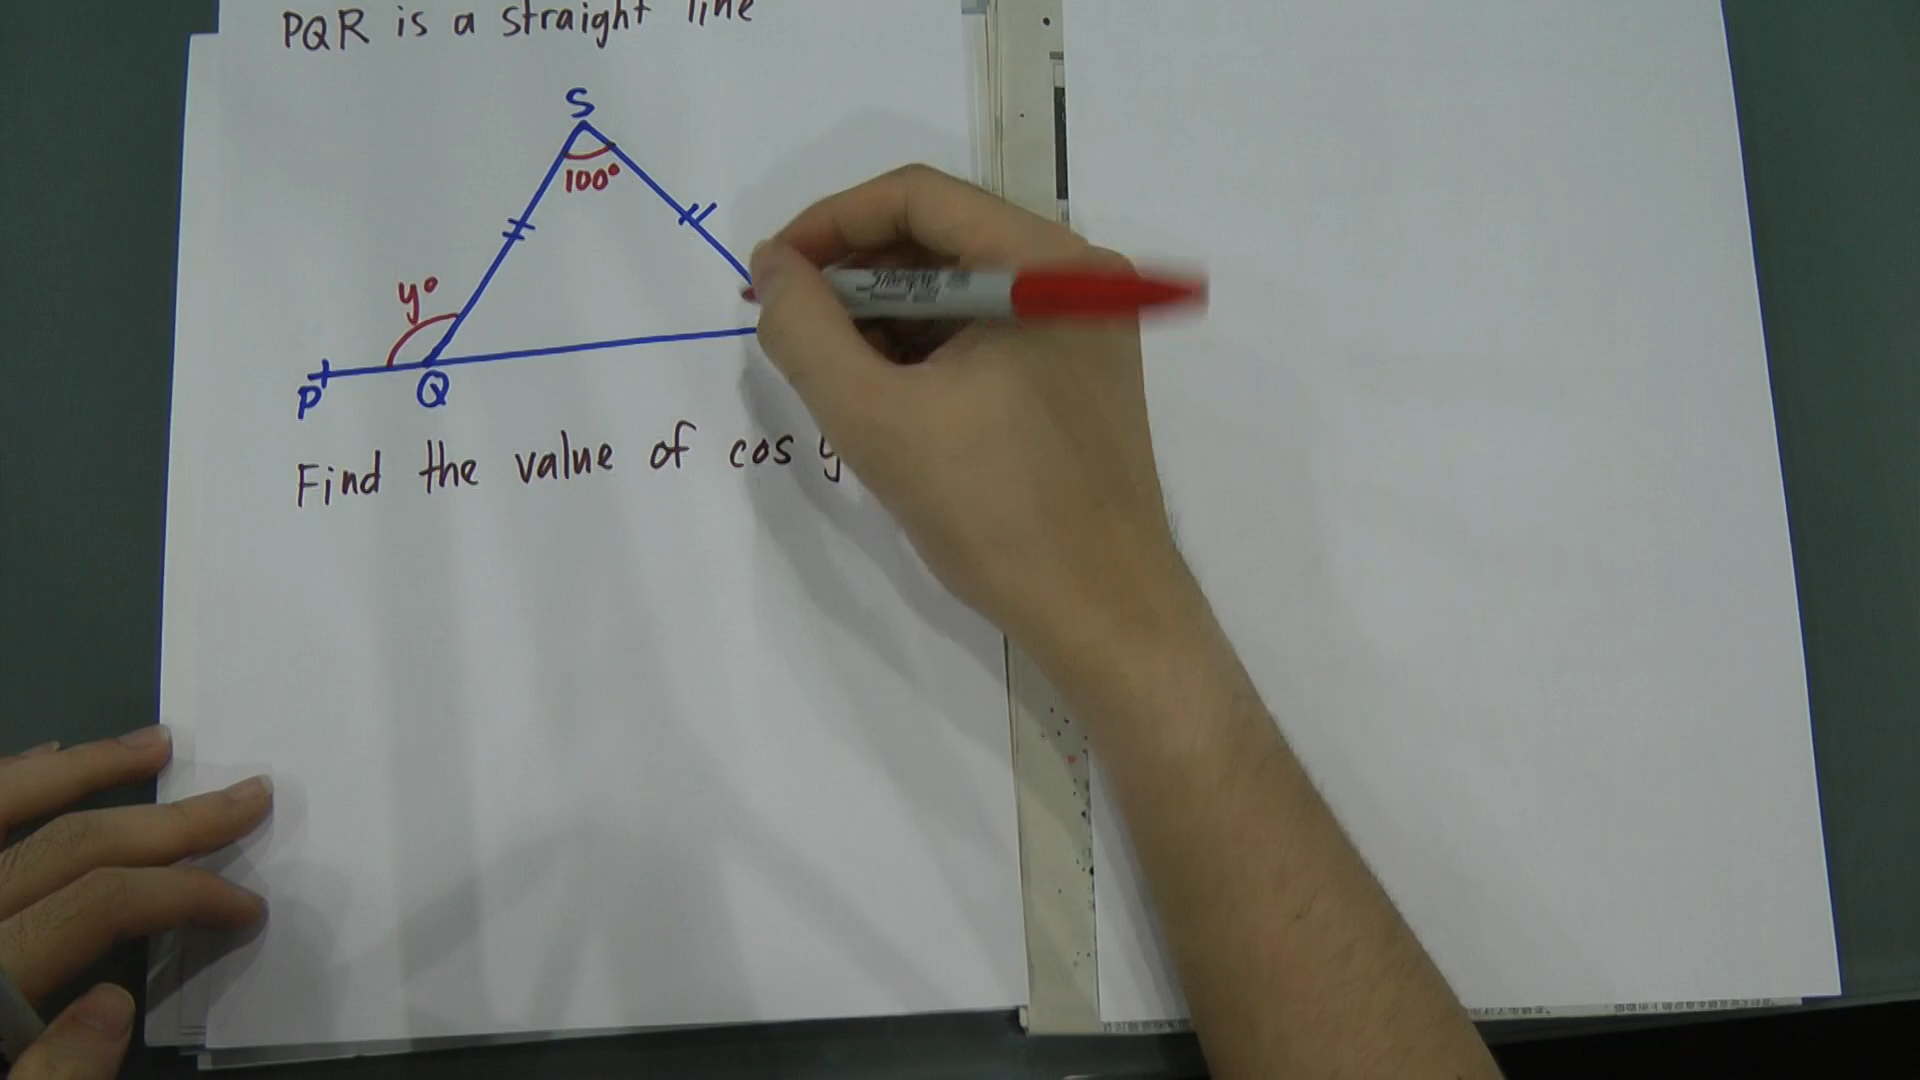 PQR is a straight line
S
100°
y°
P
Q
Find the value of cos y